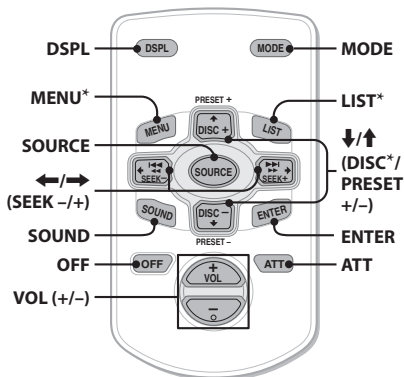 DSPL
DSPL
MODE
MODE
PRESET +
MENU*
MENU
DISC +
LIST
LIST*
SOURCE
SOURCE
←/→
(SEEK –/+)
SEEK–
SEEK+
↓/↑
(DISC*/
PRESET
+/–)
SOUND
SOUND
DISC –
ENTER
ENTER
PRESET –
OFF
OFF
ATT
ATT
VOL (+/–)
+
VOL
–